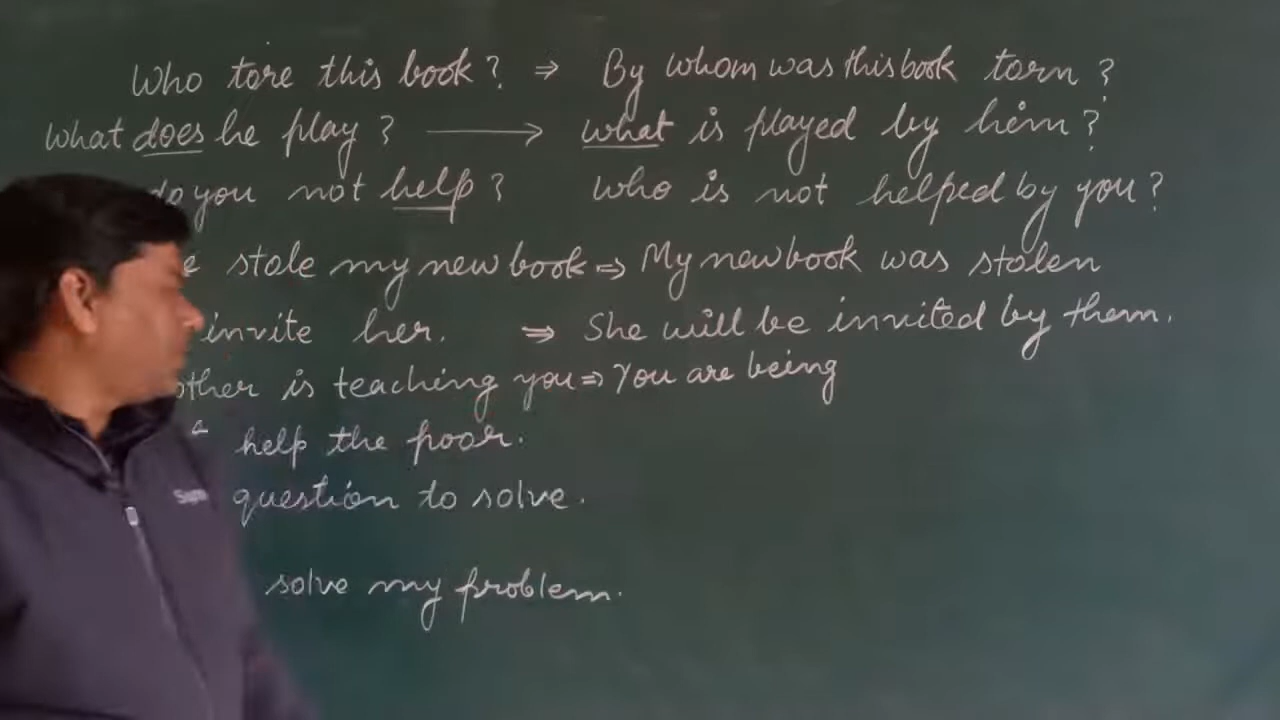 Who tore this book? ⇒ By whom was this book torn?
What does he play? ⟶ what is played by him?
do you not help? who is not helped by you?
stole my new book ⇒ My new book was stolen
invite her. ⇒ She will be invited by them.
other is teaching you ⇒ You are being
help the poor.
question to solve.
solve my problem.